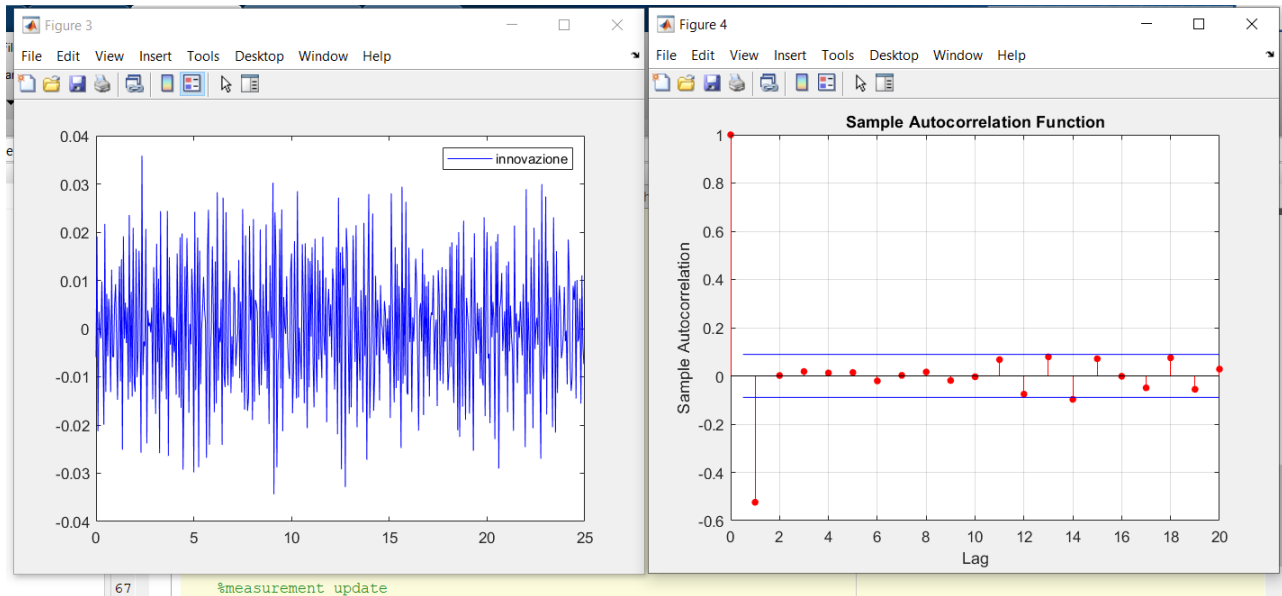 Figure 3
File Edit View Insert Tools Desktop Window Help
innovazione
0.04
0.03
0.02
0.01
0
-0.01
-0.02
-0.03
-0.04
0 5 10 15 20 25
Figure 4
File Edit View Insert Tools Desktop Window Help
Sample Autocorrelation Function
Sample Autocorrelation
1
0.8
0.6
0.4
0.2
0
-0.2
-0.4
-0.6
0 2 4 6 8 10 12 14 16 18 20
Lag
67 %measurement update